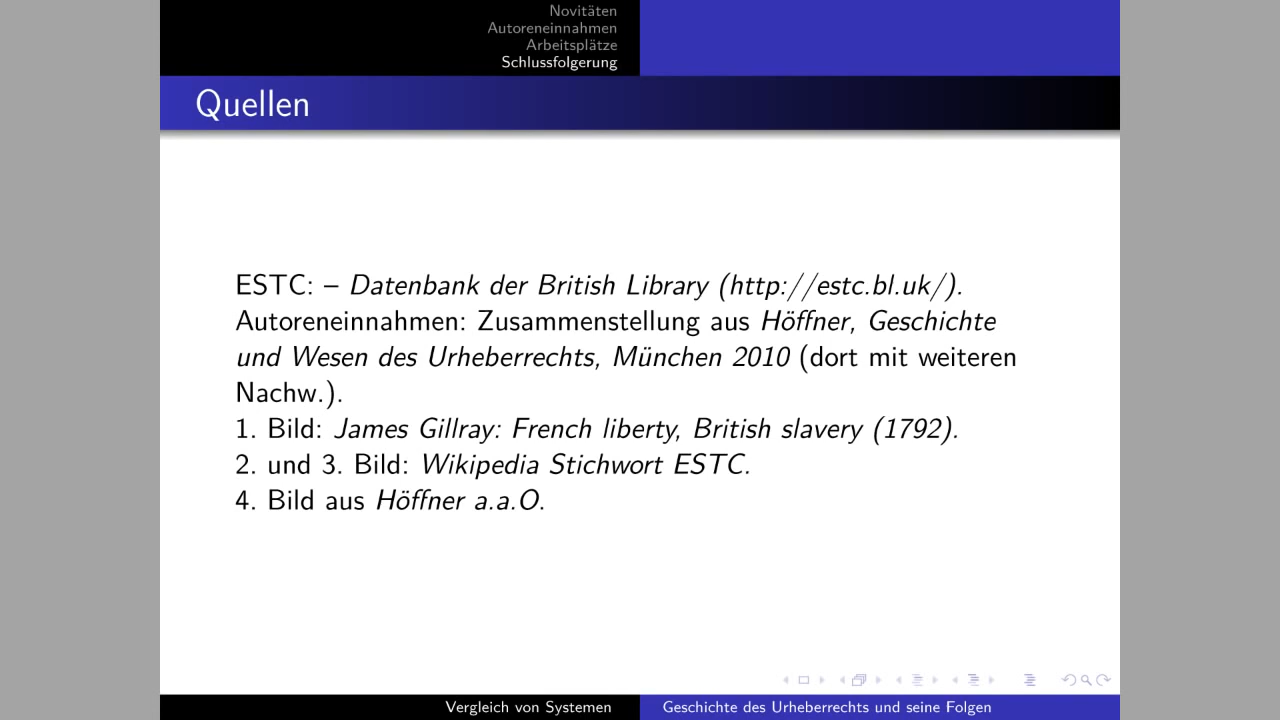 Novitäten
Autoreneinnahmen
Arbeitsplätze
Schlussfolgerung
Quellen
ESTC: – Datenbank der British Library (http://estc.bl.uk/).
Autoreneinnahmen: Zusammenstellung aus Höffner, Geschichte
und Wesen des Urheberrechts, München 2010 (dort mit weiteren
Nachw.).
1. Bild: James Gillray: French liberty, British slavery (1792).
2. und 3. Bild: Wikipedia Stichwort ESTC.
4. Bild aus Höffner a.a.O.
Vergleich von Systemen
Geschichte des Urheberrechts und seine Folgen